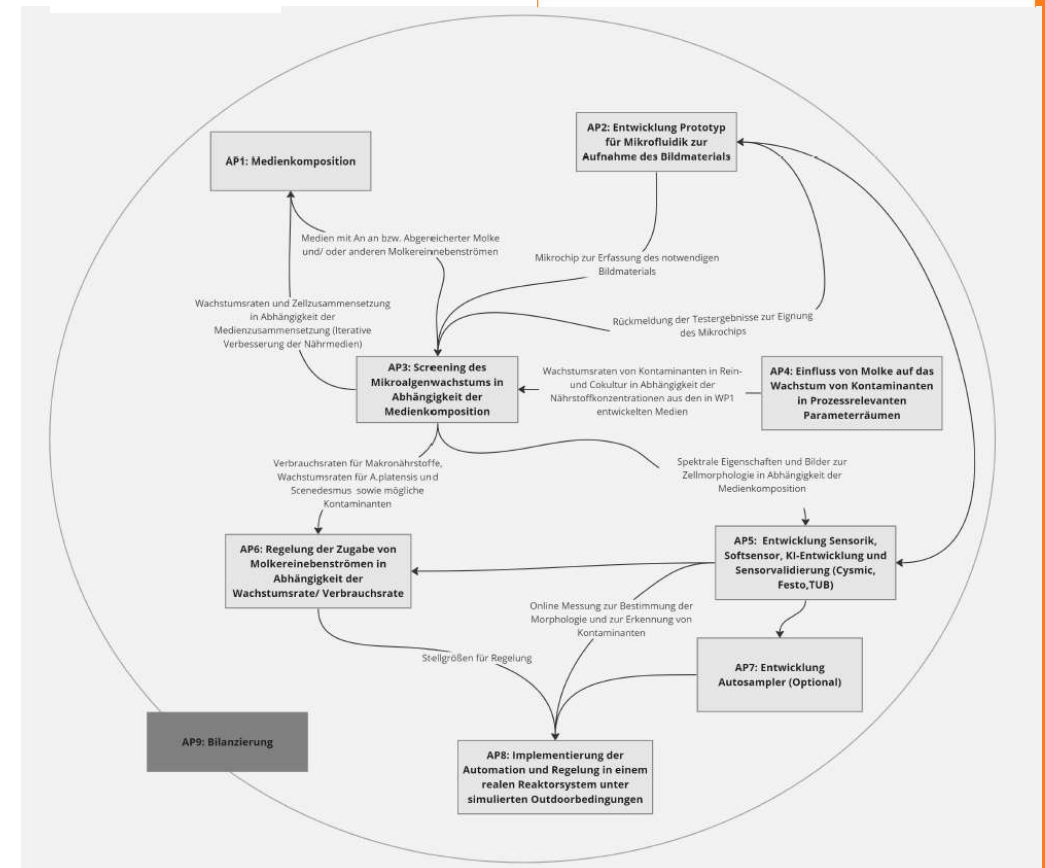 AP2: Entwicklung Prototyp
für Mikrofluidik zur
Aufnahme des Bildmaterials
AP1: Medienkomposition
Medien mit An an bzw. Abgereicherter Molke
und/ oder anderen Molkereinnebenströmen
Mikrochip zur Erfassung des notwendigen
Bildmaterials
Wachstumsraten und Zellzusammensetzung
in Abhängigkeit der
Medienzusammensetzung (Iterative
Verbesserung der Nährmedien)
Rückmeldung der Testergebnisse zur Eignung
des Mikrochips
AP3: Screening des
Mikroalgenwachstums in
Abhängigkeit der
Medienkomposition
Wachstumsraten von Kontaminanten in Rein-
und Cokultur in Abhängigkeit der
Nährstoffkonzentrationen aus den in WP1
entwickelten Medien
AP4: Einfluss von Molke auf das
Wachstum von Kontaminanten
in Prozessrelevanten
Parameterräumen
Verbrauchsraten für Makronährstoffe,
Wachstumsraten für A.platensis und
Scenedesmus sowie mögliche
Kontaminanten
Spektrale Eigenschaften und Bilder zur
Zellmorphologie in Abhängigkeit der
Medienkomposition
AP6: Regelung der Zugabe von
Molkereinebenströmen in
Abhängigkeit der
Wachstumsrate/ Verbrauchsrate
AP5: Entwicklung Sensorik,
Softsensor, KI-Entwicklung und
Sensorvalidierung (Cysmic,
Festo,TUB)
Online Messung zur Bestimmung der
Morphologie und zur Erkennung von
Kontaminanten
Stellgrößen für Regelung
AP7: Entwicklung
Autosampler (Optional)
AP9: Bilanzierung
AP8: Implementierung der
Automation und Regelung in einem
realen Reaktorsystem unter
simulierten Outdoorbedingungen